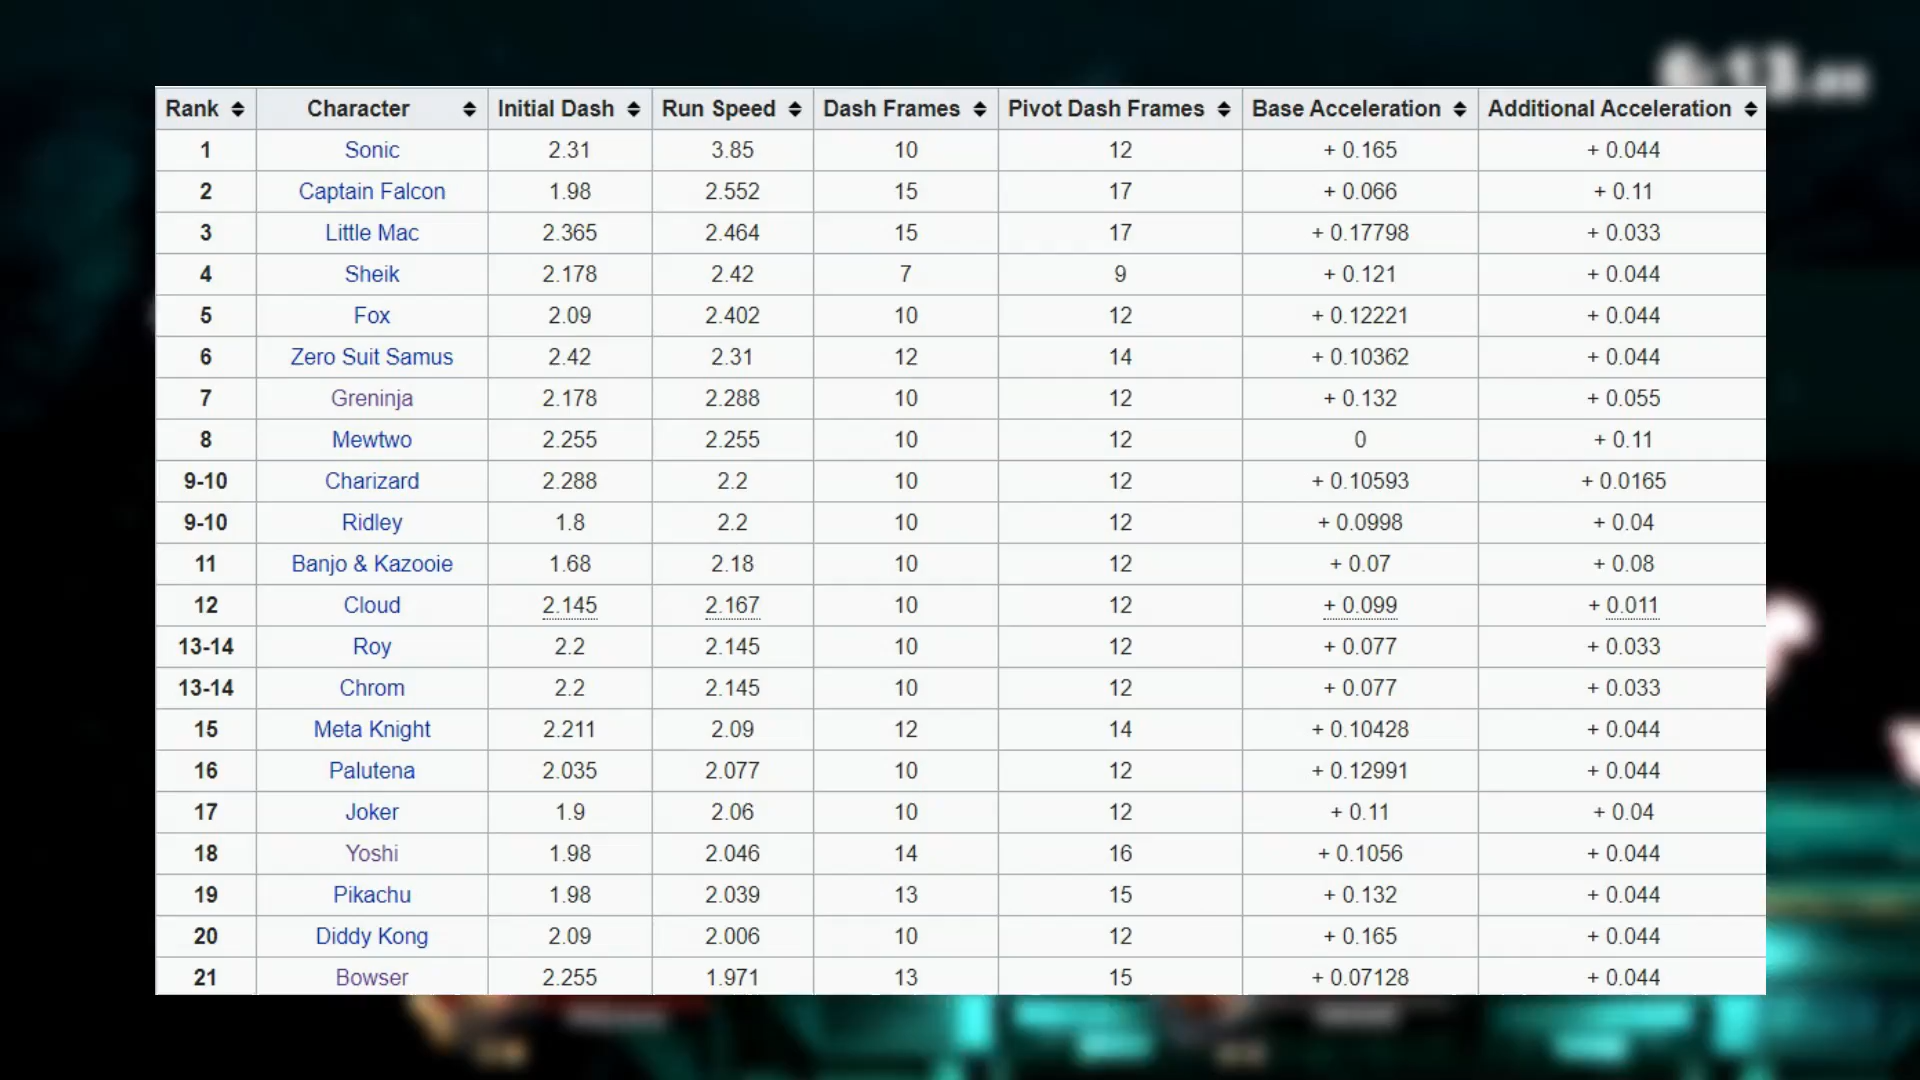 Rank Character Initial Dash Run Speed Dash Frames Pivot Dash Frames Base Acceleration Additional Acceleration
1 Sonic 2.31 3.85 10 12 + 0.165 + 0.044
2 Captain Falcon 1.98 2.552 15 17 + 0.066 + 0.11
3 Little Mac 2.365 2.464 15 17 + 0.17798 + 0.033
4 Sheik 2.178 2.42 7 9 + 0.121 + 0.044
5 Fox 2.09 2.402 10 12 + 0.12221 + 0.044
6 Zero Suit Samus 2.42 2.31 12 14 + 0.10362 + 0.044
7 Greninja 2.178 2.288 10 12 + 0.132 + 0.055
8 Mewtwo 2.255 2.255 10 12 0 + 0.11
9-10 Charizard 2.288 2.2 10 12 + 0.10593 + 0.0165
9-10 Ridley 1.8 2.2 10 12 + 0.0998 + 0.04
11 Banjo & Kazooie 1.68 2.18 10 12 + 0.07 + 0.08
12 Cloud 2.145 2.167 10 12 + 0.099 + 0.011
13-14 Roy 2.2 2.145 10 12 + 0.077 + 0.033
13-14 Chrom 2.2 2.145 10 12 + 0.077 + 0.033
15 Meta Knight 2.211 2.09 12 14 + 0.10428 + 0.044
16 Palutena 2.035 2.077 10 12 + 0.12991 + 0.044
17 Joker 1.9 2.06 10 12 + 0.11 + 0.04
18 Yoshi 1.98 2.046 14 16 + 0.1056 + 0.044
19 Pikachu 1.98 2.039 13 15 + 0.132 + 0.044
20 Diddy Kong 2.09 2.006 10 12 + 0.165 + 0.044
21 Bowser 2.255 1.971 13 15 + 0.07128 + 0.044